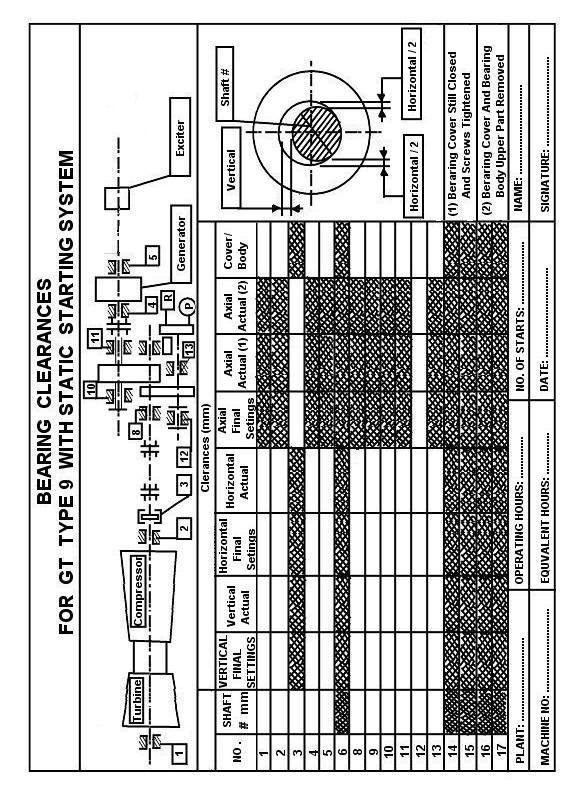 BEARING CLEARANCES
FOR GT TYPE 9 WITH STATIC STARTING SYSTEM
Turbine
Compressor
Generator
Exciter
1
2
3
8
12
10
11
13
4
R
P
5
Clerances (mm)
NO.
SHAFT # mm
VERTICAL FINAL SETTINGS
Vertical Actual
Horizontal Final Setings
Horizontal Actual
Axial Final Setings
Axial Actual (1)
Axial Actual (2)
Cover/ Body
1
2
3
4
5
6
8
9
10
11
12
13
14
15
16
17
Vertical
Shaft #
Horizontal / 2
Horizontal / 2
(1) Beraring Cover Still Closed
And Screws Tightened
(2) Beraring Cover And Bearing
Body Upper Part Removed
PLANT: .................... OPERATING HOURS: .................... NO. OF STARTS: .................... NAME: ....................
MACHINE NO: .................... EQUIVALENT HOURS: .................... DATE: .................... SIGNATURE: ....................